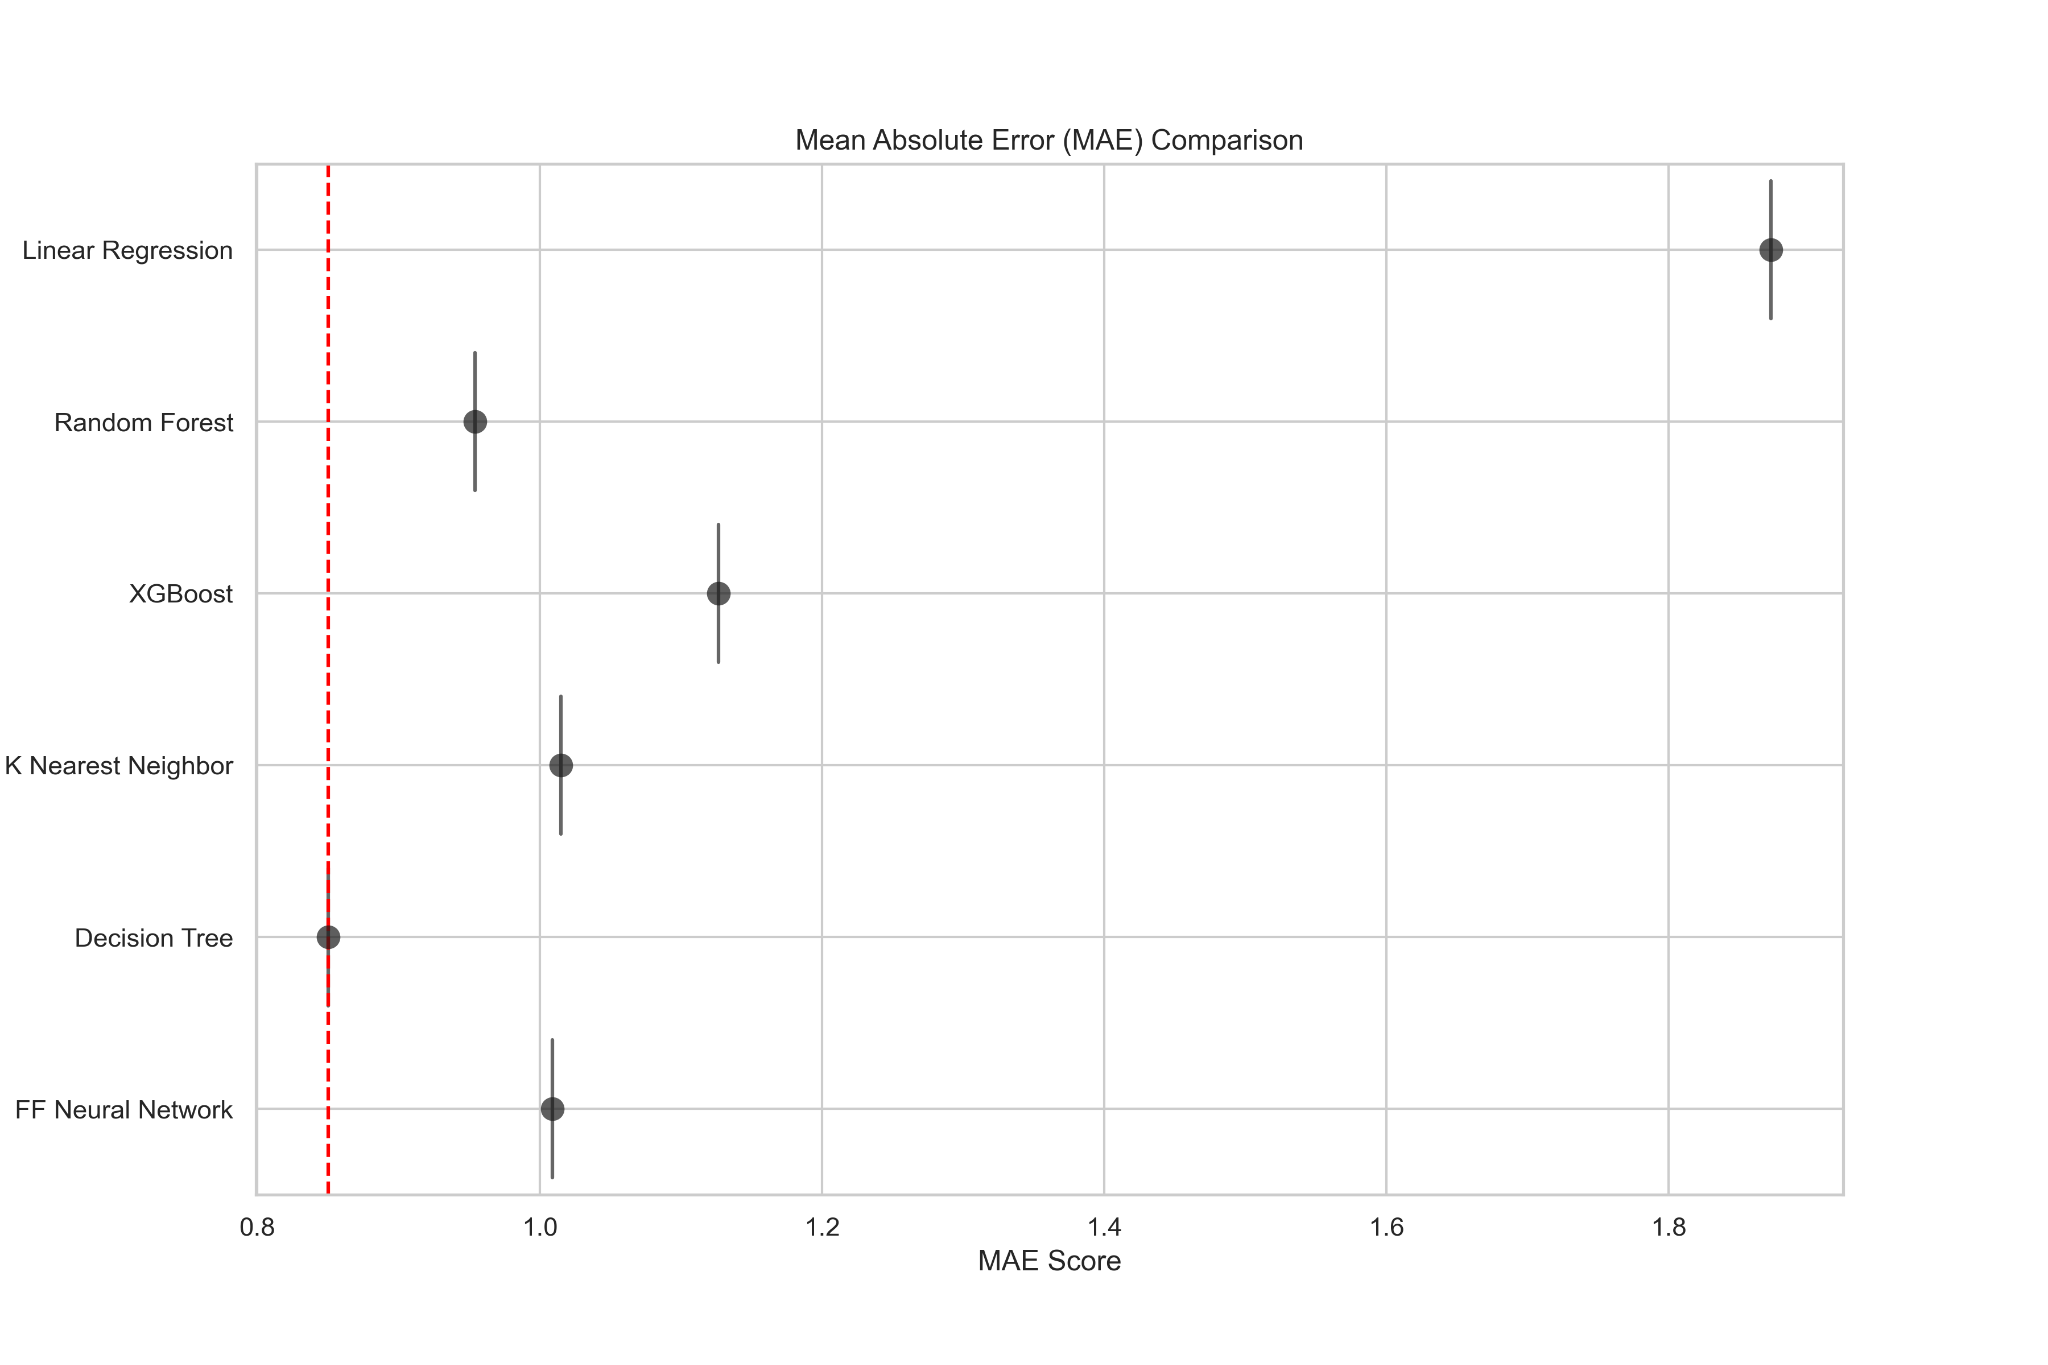 Mean Absolute Error (MAE) Comparison
Linear Regression
Random Forest
XGBoost
K Nearest Neighbor
Decision Tree
FF Neural Network
0.8 1.0 1.2 1.4 1.6 1.8
MAE Score